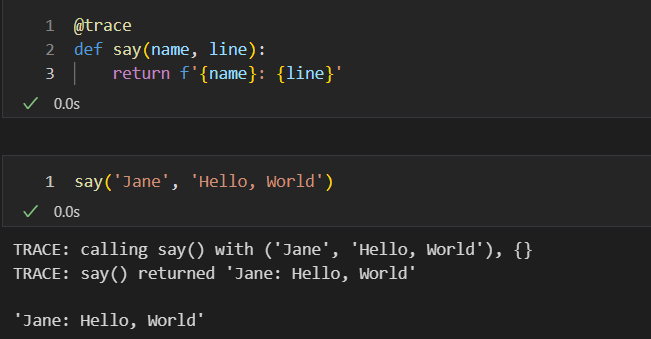 1 @trace
2 def say(name, line):
3     return f'{name}: {line}'
✓ 0.0s
1 say('Jane', 'Hello, World')
✓ 0.0s
TRACE: calling say() with ('Jane', 'Hello, World'), {}
TRACE: say() returned 'Jane: Hello, World'
'Jane: Hello, World'